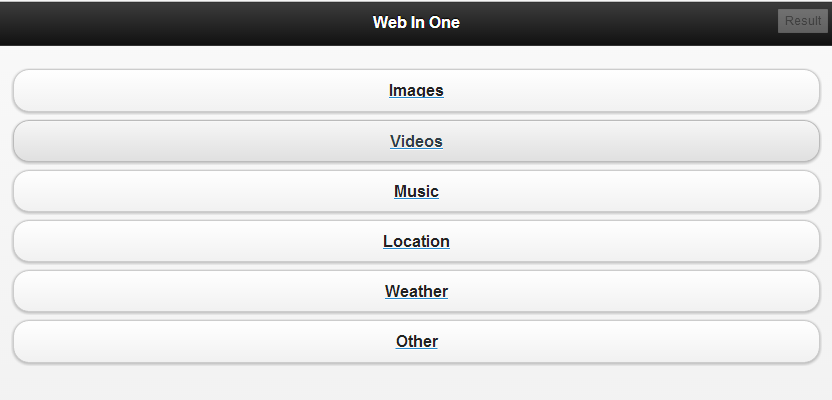 Web In One
Result
Images
Videos
Music
Location
Weather
Other